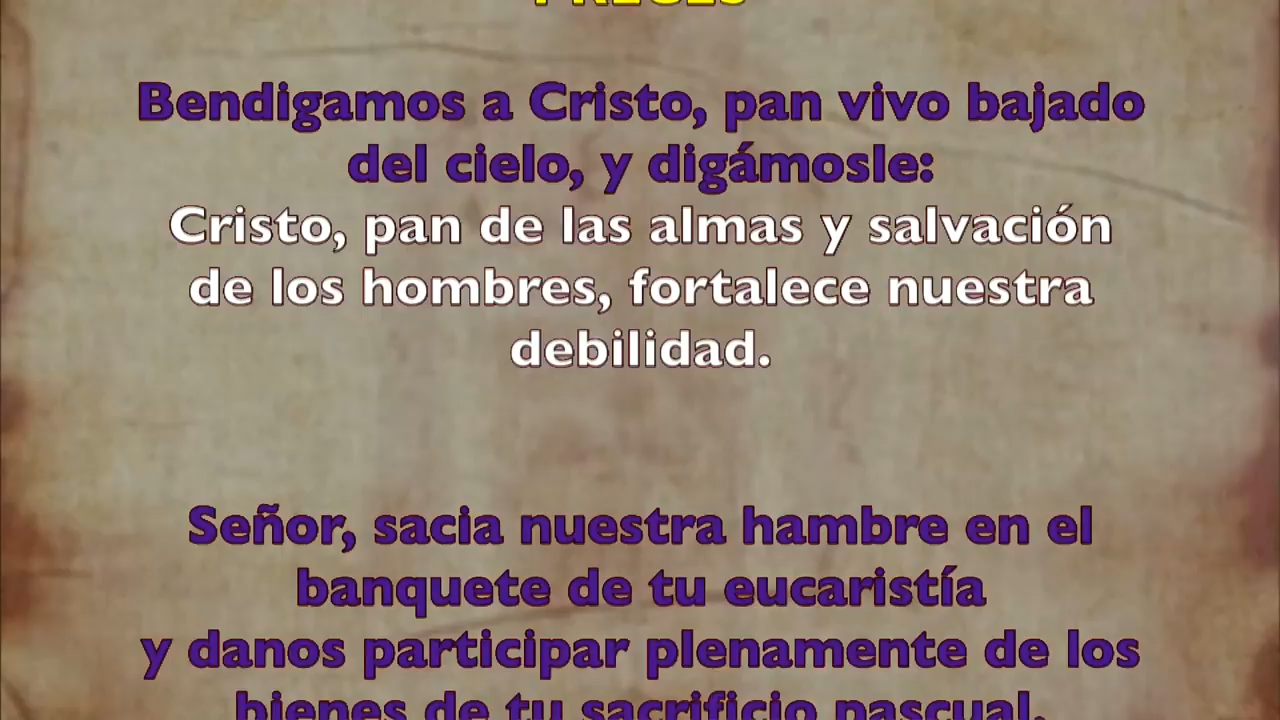 PRECES
Bendigamos a Cristo, pan vivo bajado
del cielo, y digámosle:
Cristo, pan de las almas y salvación
de los hombres, fortalece nuestra
debilidad.
Señor, sacia nuestra hambre en el
banquete de tu eucaristía
y danos participar plenamente de los
bienes de tu sacrificio pascual.